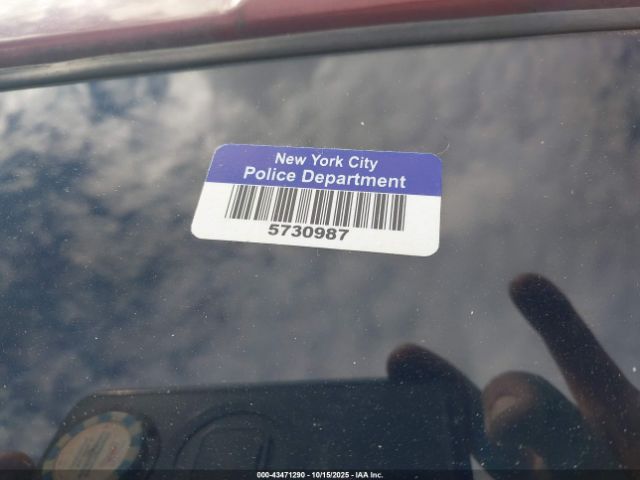 New York City
Police Department
5730987
000-43471290 - 10/15/2025 - IAA Inc.